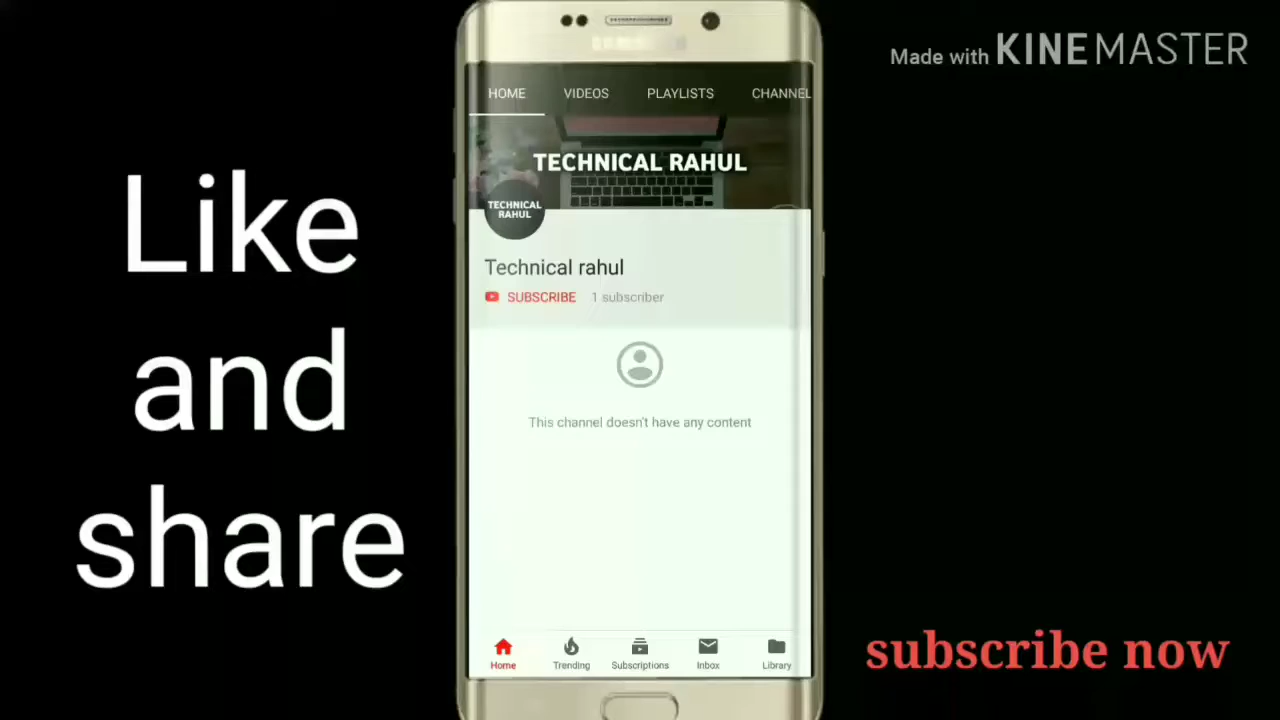 Made with KINEMASTER
HOME VIDEOS PLAYLISTS CHANNEL
TECHNICAL RAHUL
TECHNICAL
RAHUL
Technical rahul
SUBSCRIBE 1 subscriber
This channel doesn't have any content
Home Trending Subscriptions Inbox Library
Like
and
share
subscribe now